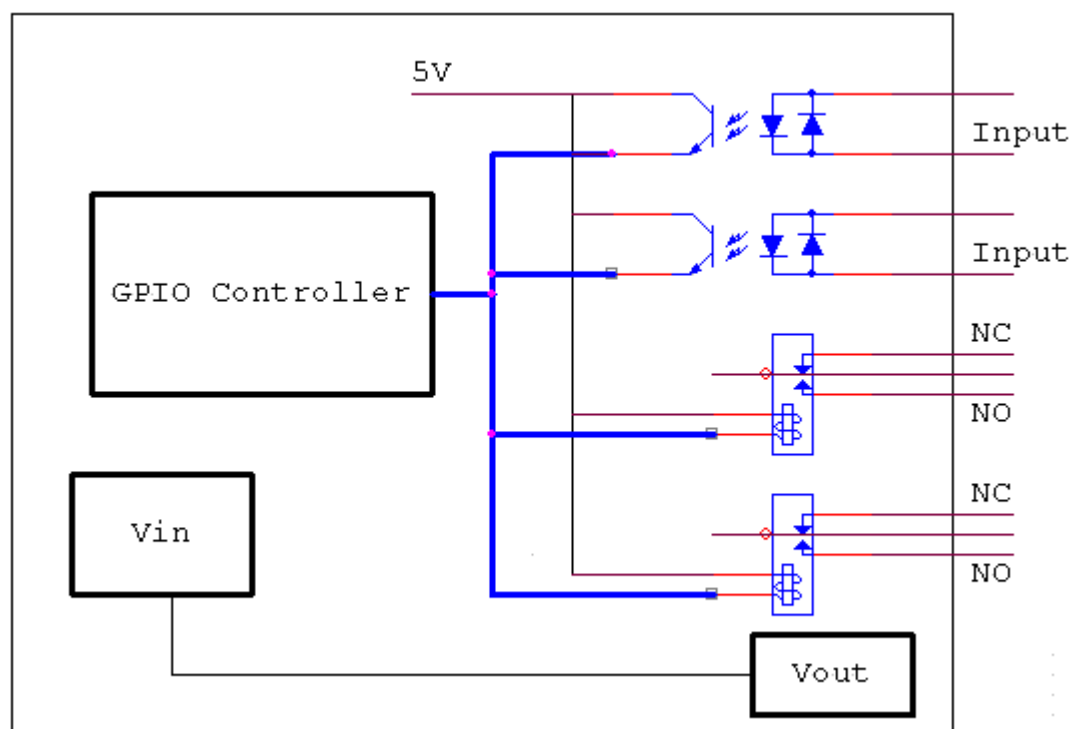 5V
Input
Input
GPIO Controller
NC
NO
NC
Vin
NO
Vout